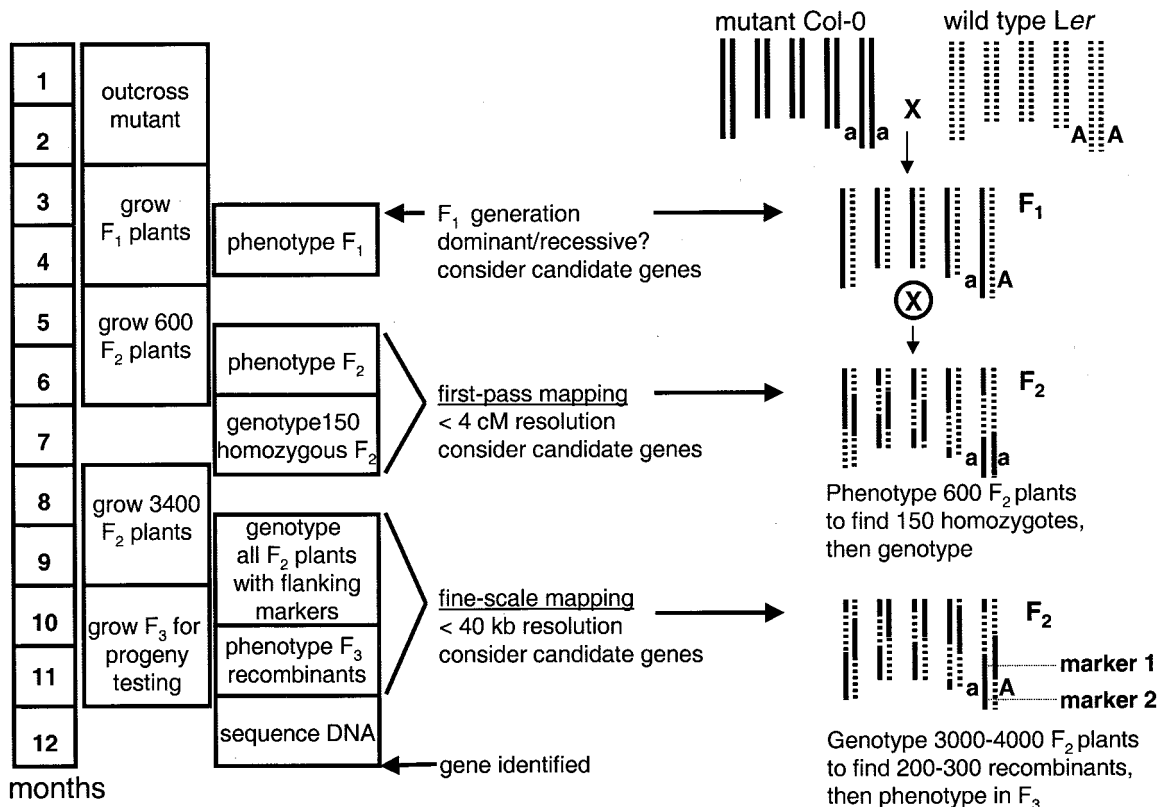 mutant Col-0
wild type Ler
a a
X
A A
1
2
3
4
5
6
7
8
9
10
11
12
months
outcross
mutant
grow
F1 plants
grow 600
F2 plants
grow 3400
F2 plants
grow F3 for
progeny
testing
phenotype F1
phenotype F2
genotype150
homozygous F2
genotype
all F2 plants
with flanking
markers
phenotype F3
recombinants
sequence DNA
F1 generation
dominant/recessive?
consider candidate genes
first-pass mapping
< 4 cM resolution
consider candidate genes
fine-scale mapping
< 40 kb resolution
consider candidate genes
gene identified
F1
a A
X
F2
a a
Phenotype 600 F2 plants
to find 150 homozygotes,
then genotype
F2
marker 1
a A
marker 2
Genotype 3000-4000 F2 plants
to find 200-300 recombinants,
then phenotype in F3